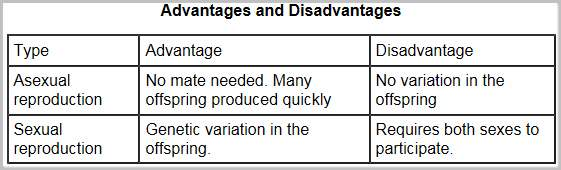 Advantages and Disadvantages
Type
Advantage
Disadvantage
Asexual
reproduction
No mate needed. Many
offspring produced quickly
No variation in the
offspring
Sexual
reproduction
Genetic variation in the
offspring.
Requires both sexes to
participate.